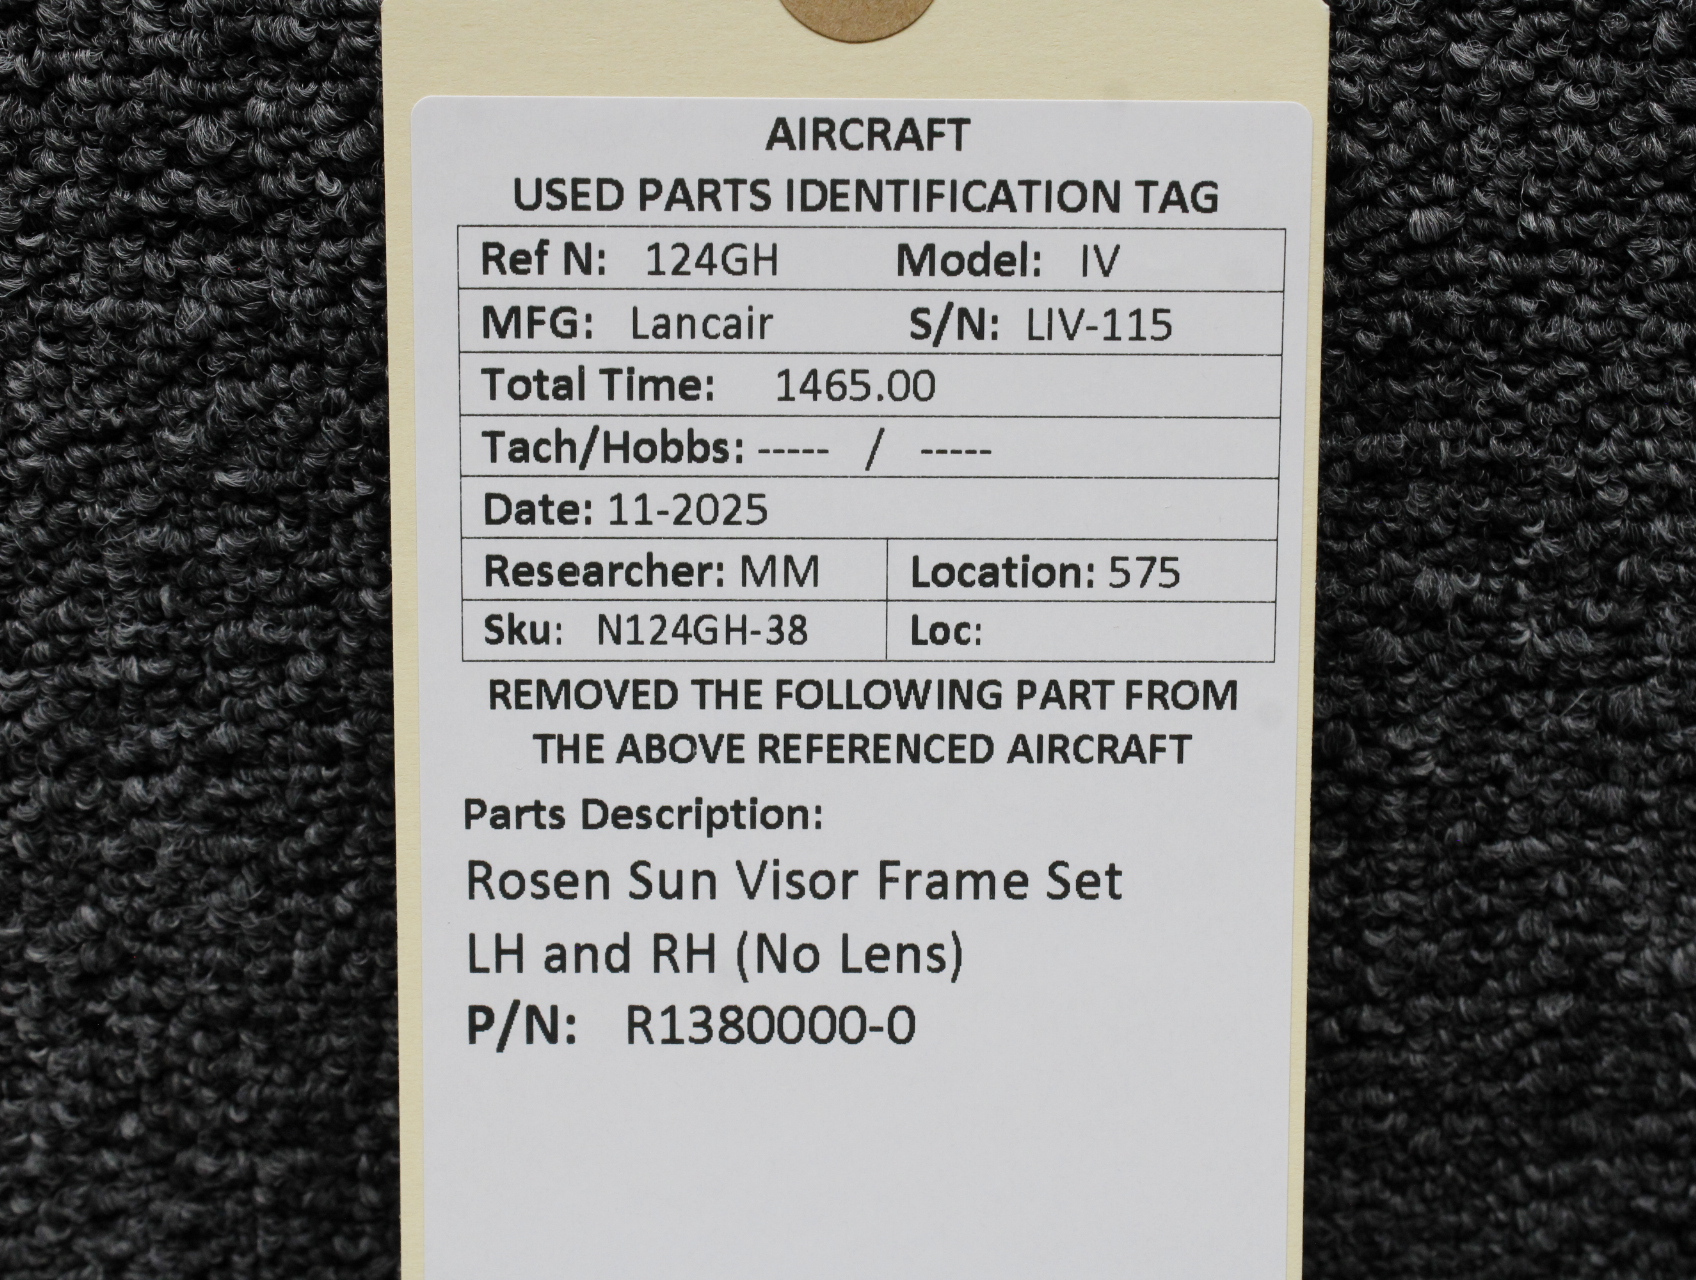 AIRCRAFT
USED PARTS IDENTIFICATION TAG
Ref N: 124GH Model: IV
MFG: Lancair S/N: LIV-115
Total Time: 1465.00
Tach/Hobbs: ----- / -----
Date: 11-2025
Researcher: MM Location: 575
Sku: N124GH-38 Loc:
REMOVED THE FOLLOWING PART FROM
THE ABOVE REFERENCED AIRCRAFT
Parts Description:
Rosen Sun Visor Frame Set
LH and RH (No Lens)
P/N: R1380000-0